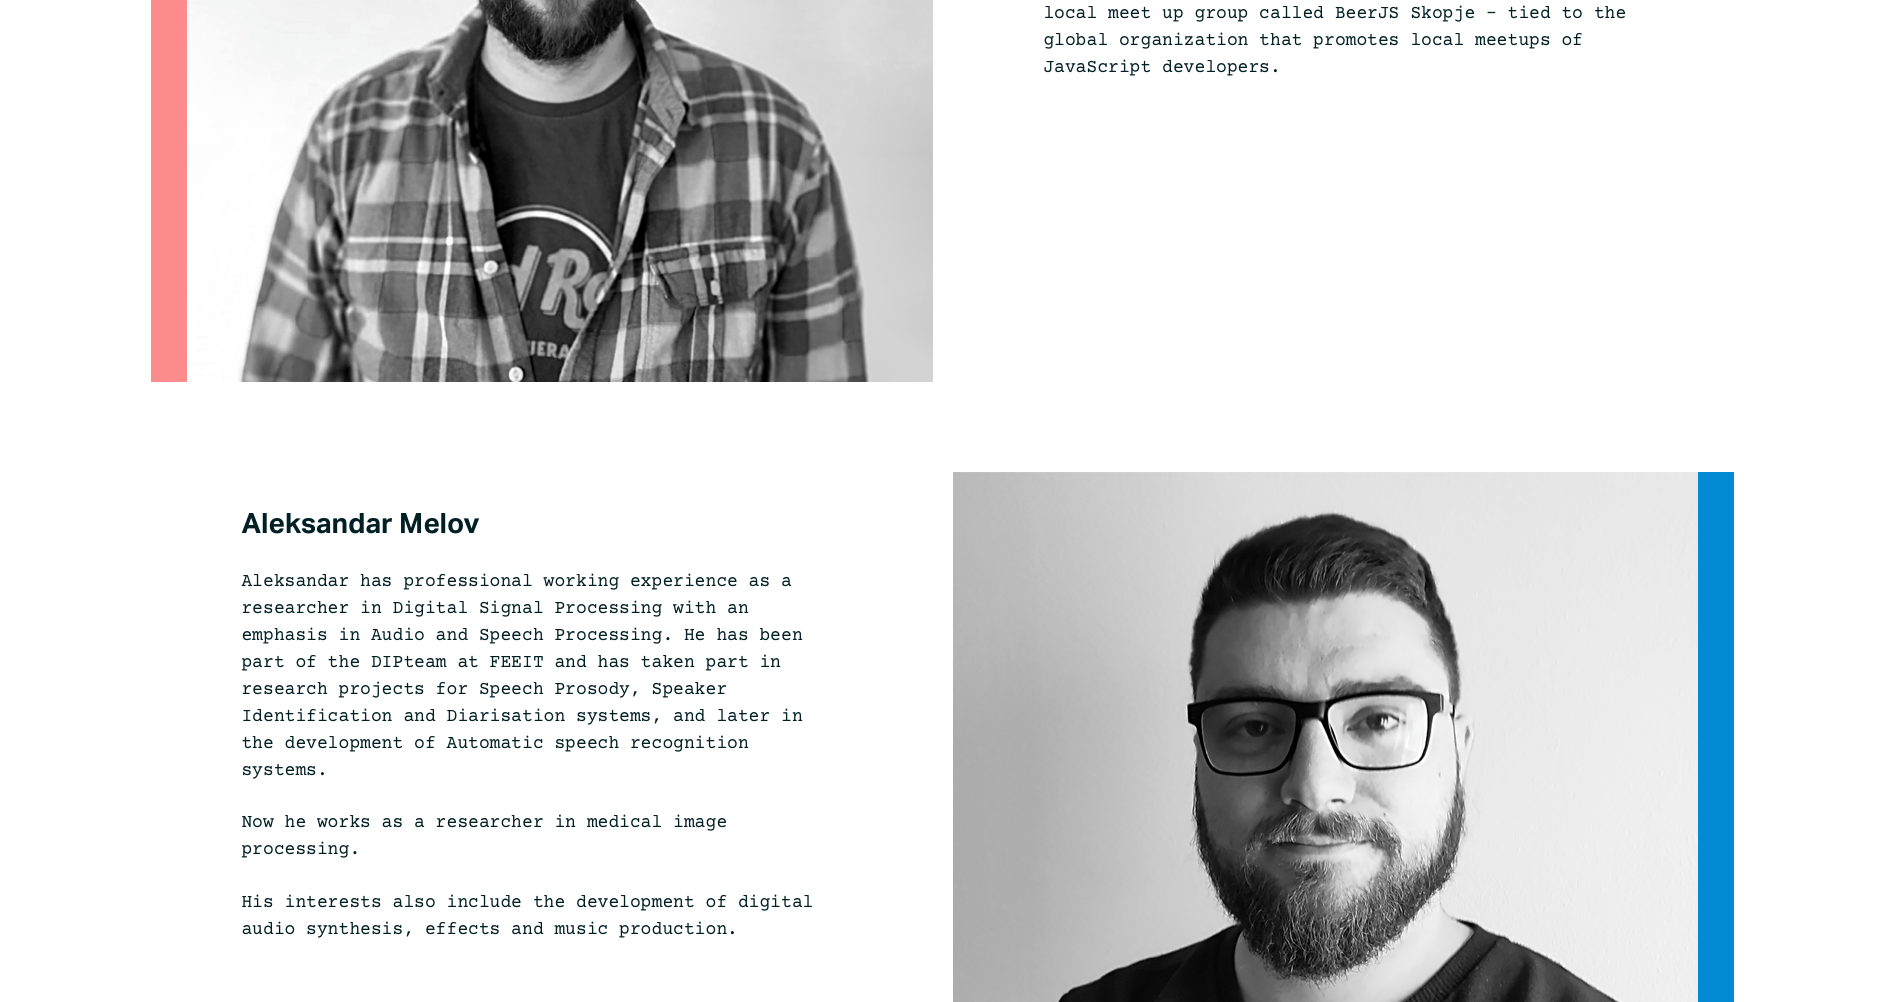 local meet up group called BeerJS Skopje – tied to the
global organization that promotes local meetups of
JavaScript developers.
Aleksandar Melov
Aleksandar has professional working experience as a
researcher in Digital Signal Processing with an
emphasis in Audio and Speech Processing. He has been
part of the DIPteam at FEEIT and has taken part in
research projects for Speech Prosody, Speaker
Identification and Diarisation systems, and later in
the development of Automatic speech recognition
systems.
Now he works as a researcher in medical image
processing.
His interests also include the development of digital
audio synthesis, effects and music production.